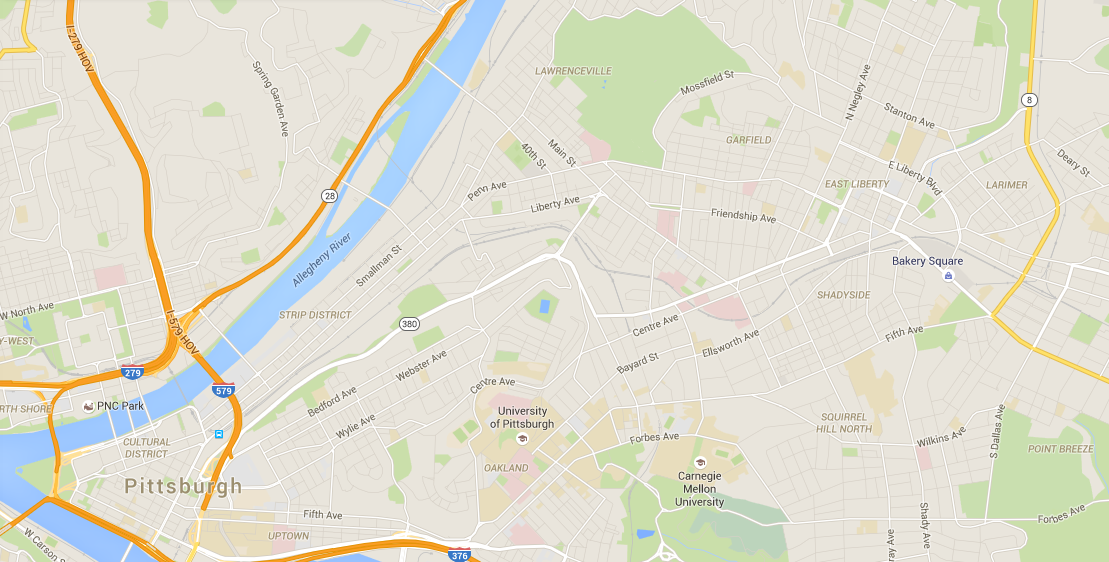 I-279 HOV
Spring Garden Ave
LAWRENCEVILLE
Mossfield St
N Negley Ave
Stanton Ave
8
GARFIELD
40th St
Main St
E Liberty Blvd
Deary St
Penn Ave
EAST LIBERTY
LARIMER
28
Liberty Ave
Friendship Ave
Allegheny River
Smallman St
Bakery Square
SHADYSIDE
W North Ave
STRIP DISTRICT
380
Centre Ave
Fifth Ave
I-579 HOV
Y-WEST
Ellsworth Ave
Bayard St
Webster Ave
279
579
Centre Ave
Bedford Ave
RTH SHORE
PNC Park
University
of Pittsburgh
Wylie Ave
SQUIRREL
HILL NORTH
S Dallas Ave
CULTURAL
DISTRICT
Forbes Ave
Wilkins Ave
POINT BREEZE
OAKLAND
Carnegie
Mellon
University
Pittsburgh
Fifth Ave
Forbes Ave
Shady Ave
UPTOWN
W Carson S
ray Ave
376